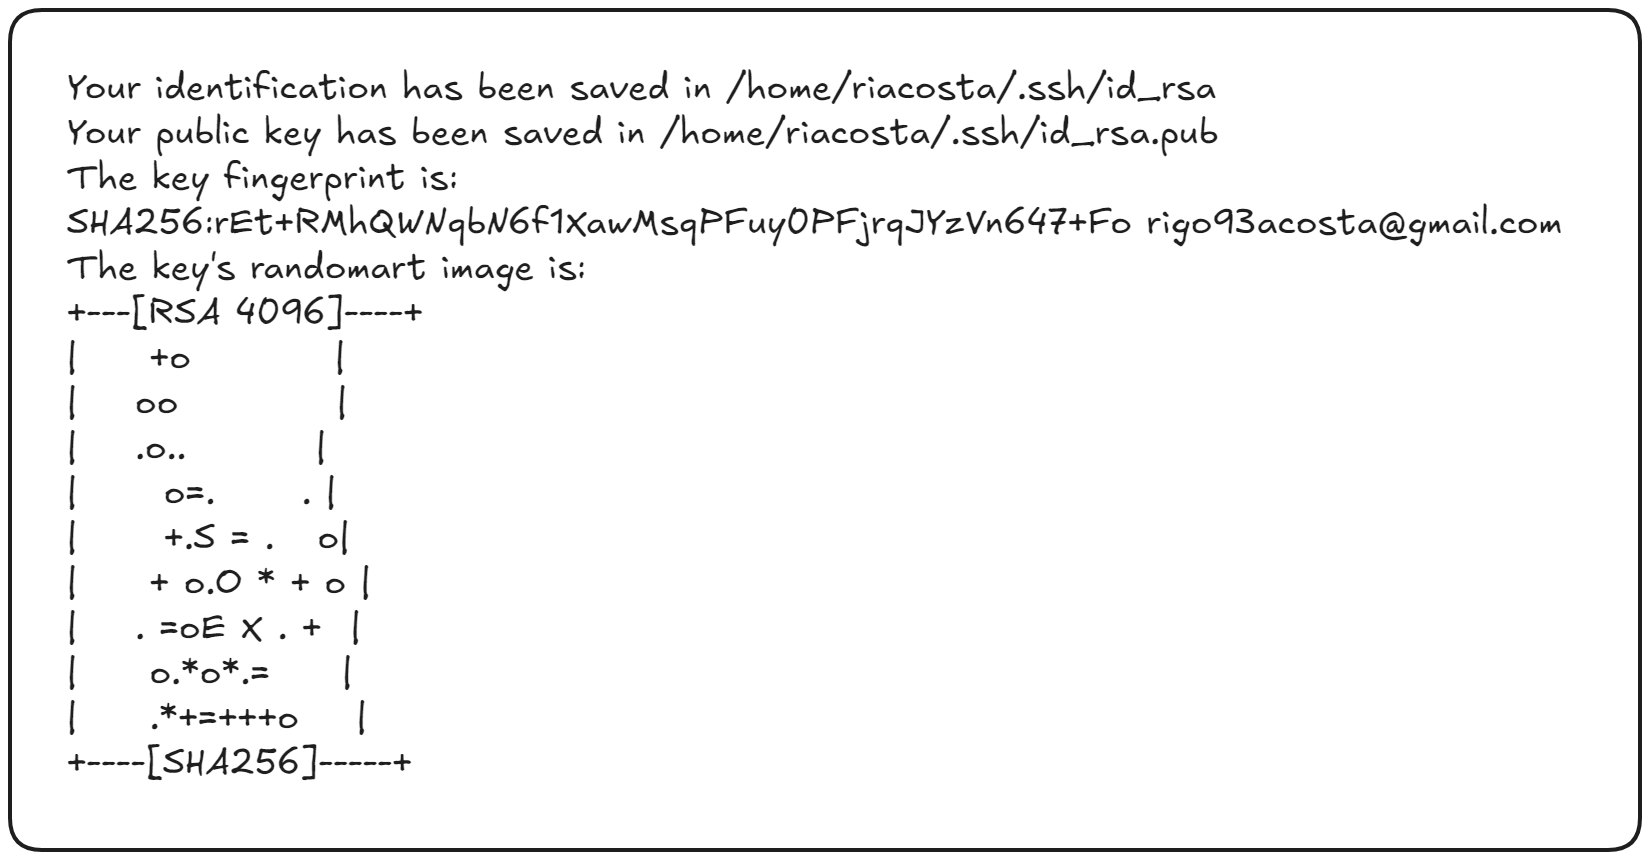 Your identification has been saved in /home/riacosta/.ssh/id_rsa
Your public key has been saved in /home/riacosta/.ssh/id_rsa.pub
The key fingerprint is:
SHA256:rEt+RMhQWNqbN6f1XawMsqPFuyOPFjrqJYzVn647+Fo rigo93acosta@gmail.com
The key's randomart image is:
+---[RSA 4096]----+
|      +o         |
|     oo          |
|     .o..        |
|       o=.      . |
|       +.S = .   o|
|      + o.O * + o |
|     . =oE X . +  |
|      o.*o*.=     |
|      .*+=+++o    |
+----[SHA256]-----+